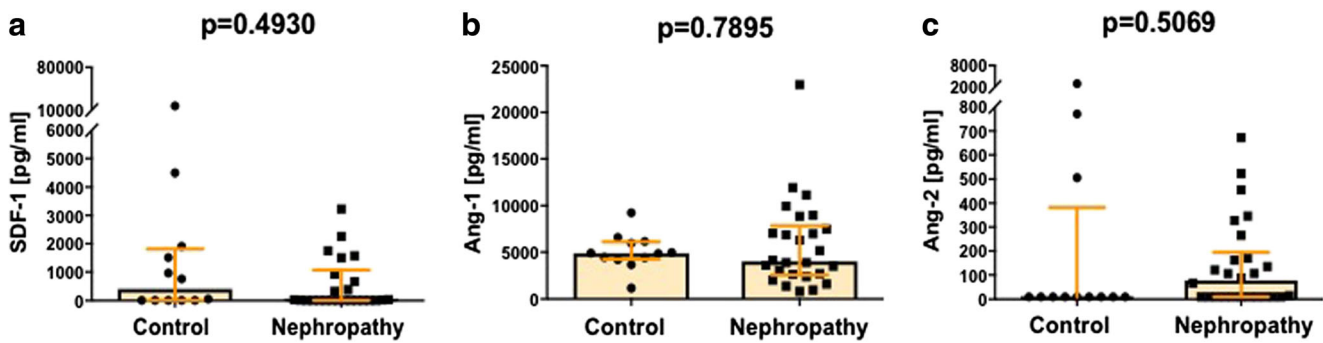 a
p=0.4930
SDF-1 [pg/ml]
80000
10000
6000
5000
4000
3000
2000
1000
0
Control
Nephropathy
b
p=0.7895
Ang-1 [pg/ml]
25000
20000
15000
10000
5000
0
Control
Nephropathy
c
p=0.5069
Ang-2 [pg/ml]
8000
2000
800
700
600
500
400
300
200
100
0
Control
Nephropathy